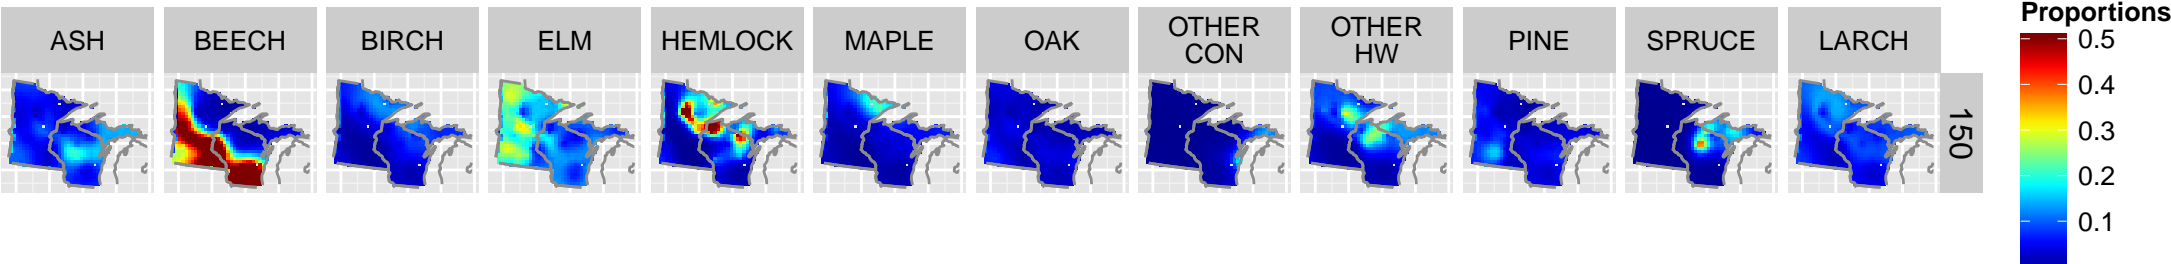 ASH
BEECH
BIRCH
ELM
HEMLOCK
MAPLE
OAK
OTHER
CON
OTHER
HW
PINE
SPRUCE
LARCH
150
Proportions
0.5
0.4
0.3
0.2
0.1